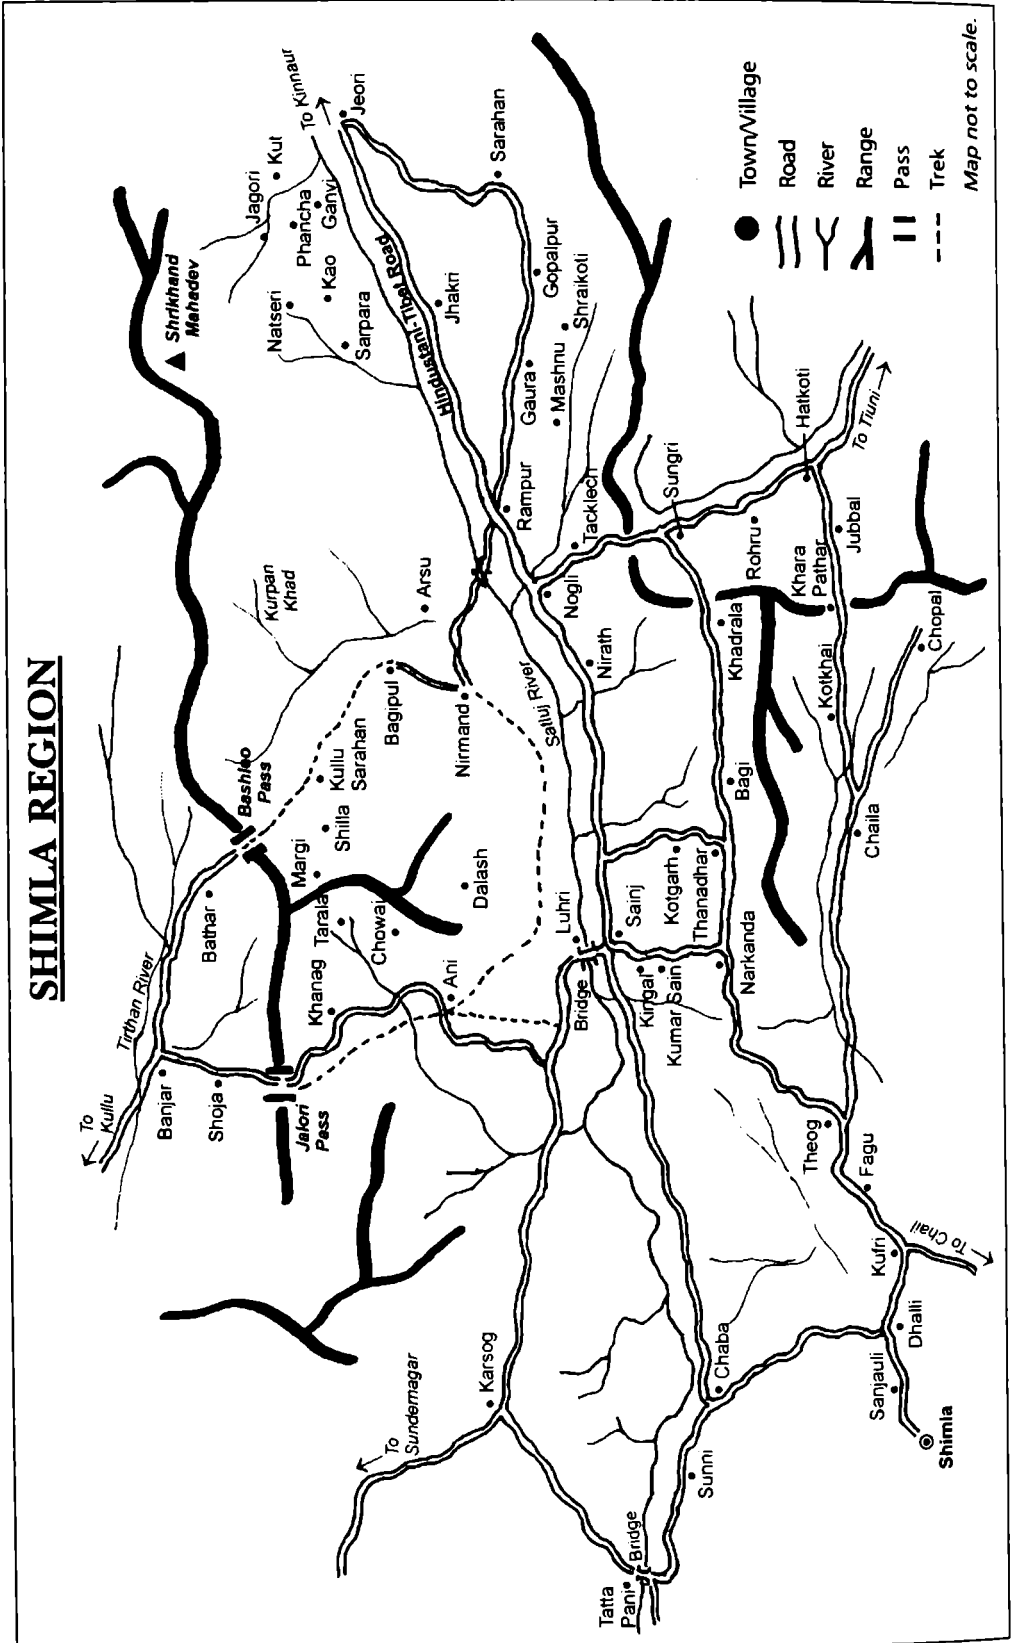 SHIMLA REGION
To
Kullu
Tirthan River
Banjar
Shoja
Bathar
Bashleo
Pass
Jalori
Pass
Khanag
Tarala
Margi
Shilla
Kullu
Sarahan
Chowai
Ani
Dalash
Bagipul
Nirmand
Kurpan
Khad
Arsu
Shrikhand
Mahadev
Jagori
Kut
Natseri
Phancha
Ganvi
Kao
Sarpara
To Kinnaur
Jeori
Hindustani-Tibet Road
Jhakri
Sarahan
Gopalpur
Shraikoti
Gaura
Mashnu
Rampur
Tacklech
Nogli
Nirath
Satluj River
Luhri
Bridge
Sainj
Kingal
Kumar Sain
Kotgarh
Thanadhar
Narkanda
Bagi
Khadrala
Sungri
Rohru
Khara
Pathar
Hatkoti
To Tiuni
Jubbal
Kotkhai
Chopal
Chaila
To
Sundernagar
Karsog
Tatta
Pani
Bridge
Sunni
Chaba
Theog
Fagu
Kufri
To Chail
Dhalli
Sanjauli
Shimla
Town/Village
Road
River
Range
Pass
Trek
Map not to scale.